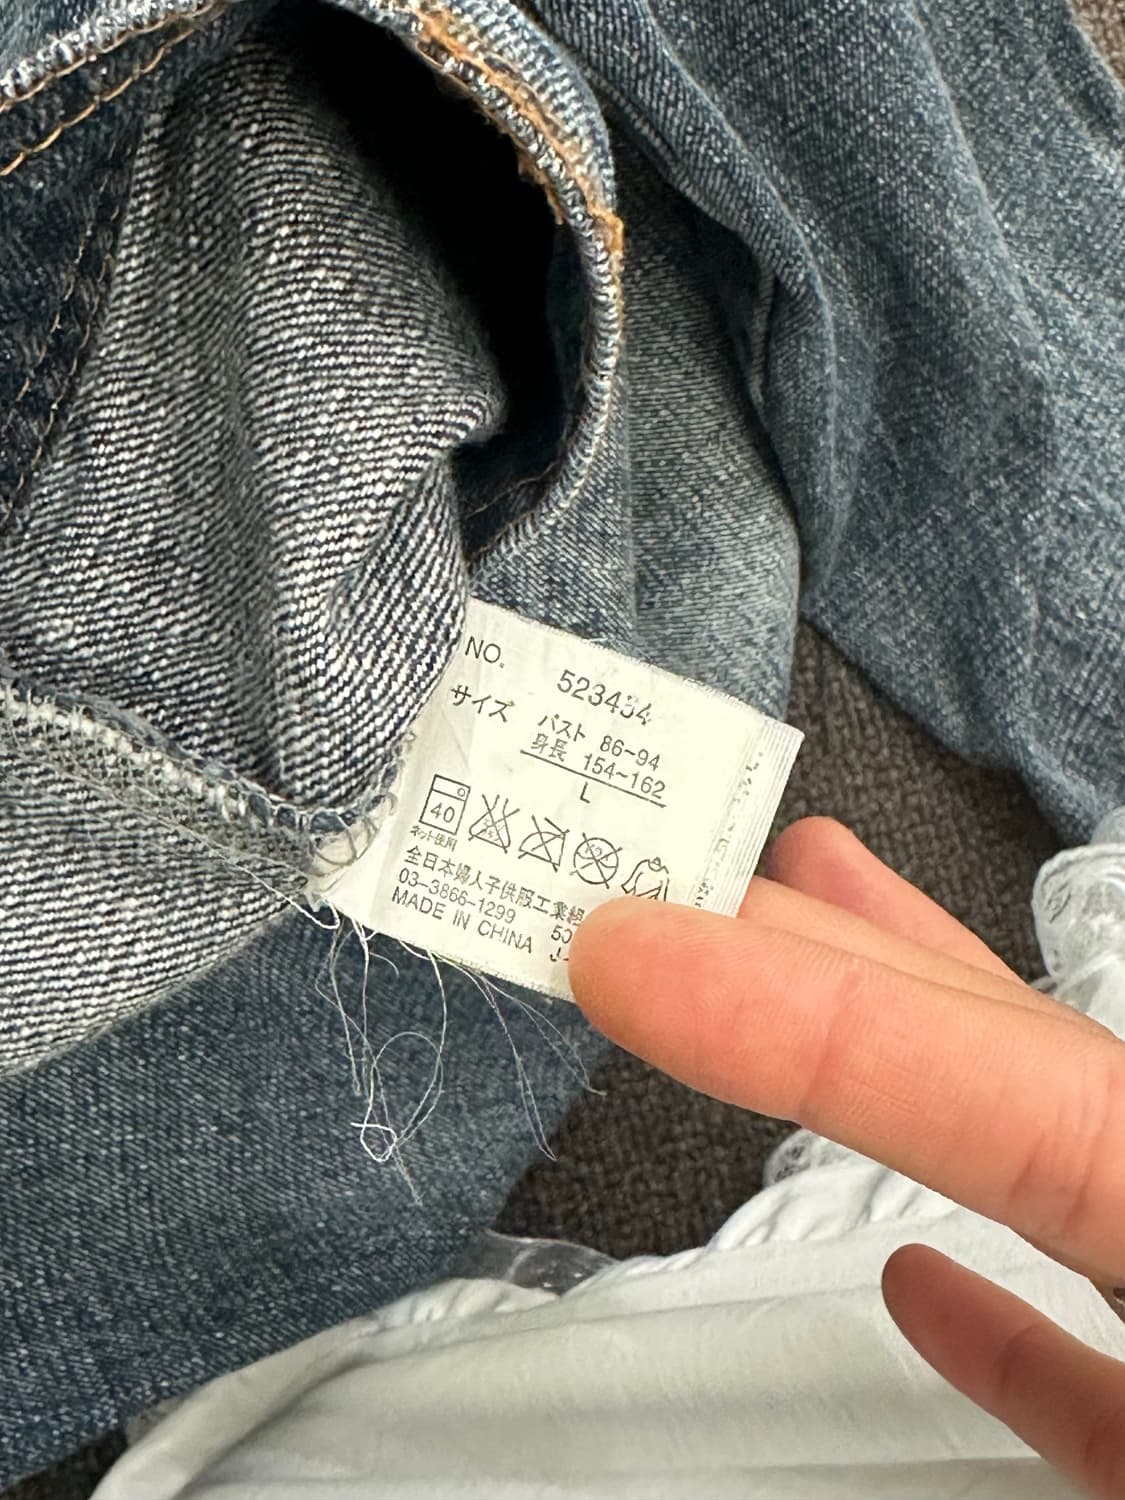 NO. 523434
サイズ バスト 86-94
身長 154~162
L
40
ネット使用
全日本婦人子供服工業組
03-3866-1299
MADE IN CHINA